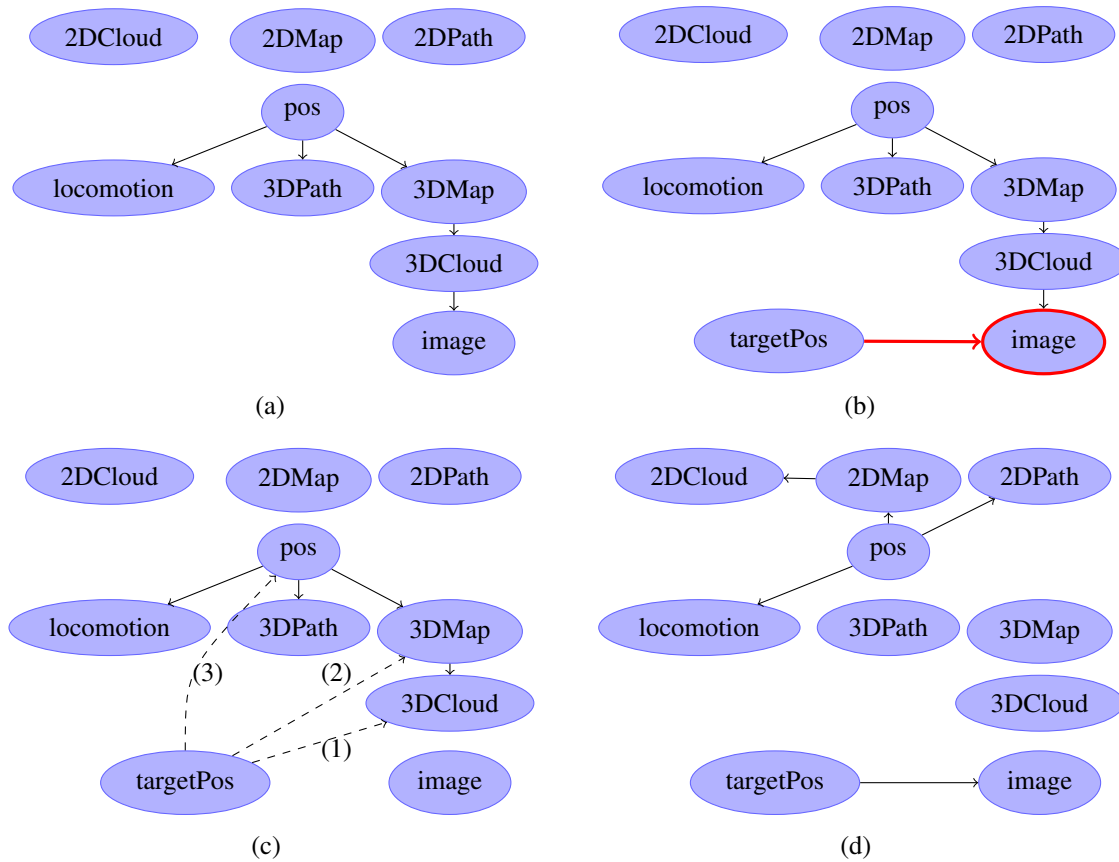 2DCloud 2DMap 2DPath
pos
locomotion 3DPath 3DMap
3DCloud
image
(a)
2DCloud 2DMap 2DPath
pos
locomotion 3DPath 3DMap
3DCloud
targetPos image
(b)
2DCloud 2DMap 2DPath
pos
locomotion 3DPath 3DMap
(3) (2)
3DCloud
(1)
targetPos image
(c)
2DCloud 2DMap 2DPath
pos
locomotion 3DPath 3DMap
3DCloud
targetPos image
(d)